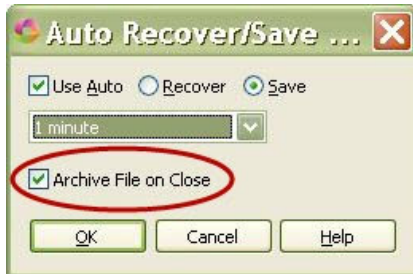 Auto Recover/Save ...
Use Auto Recover Save
1 minute
Archive File on Close
OK Cancel Help